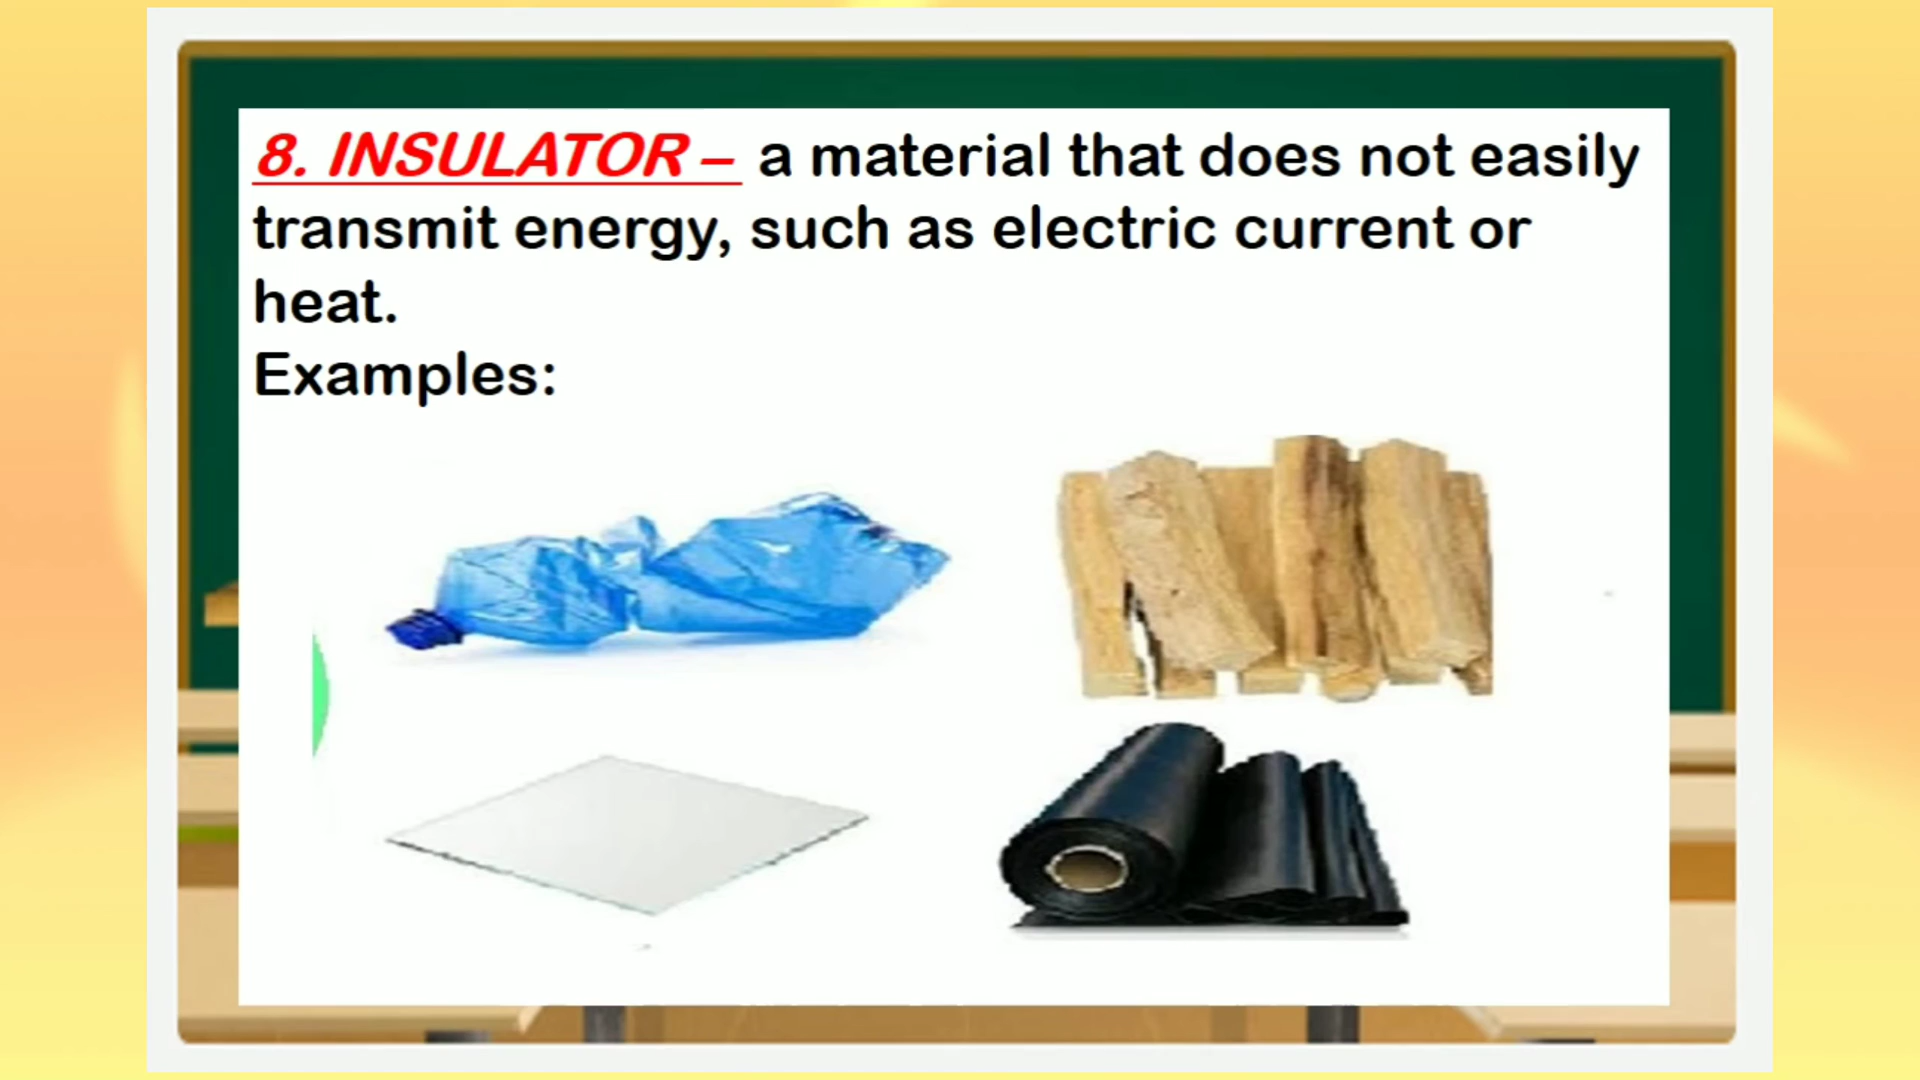 8. INSULATOR – a material that does not easily
transmit energy, such as electric current or
heat.
Examples: